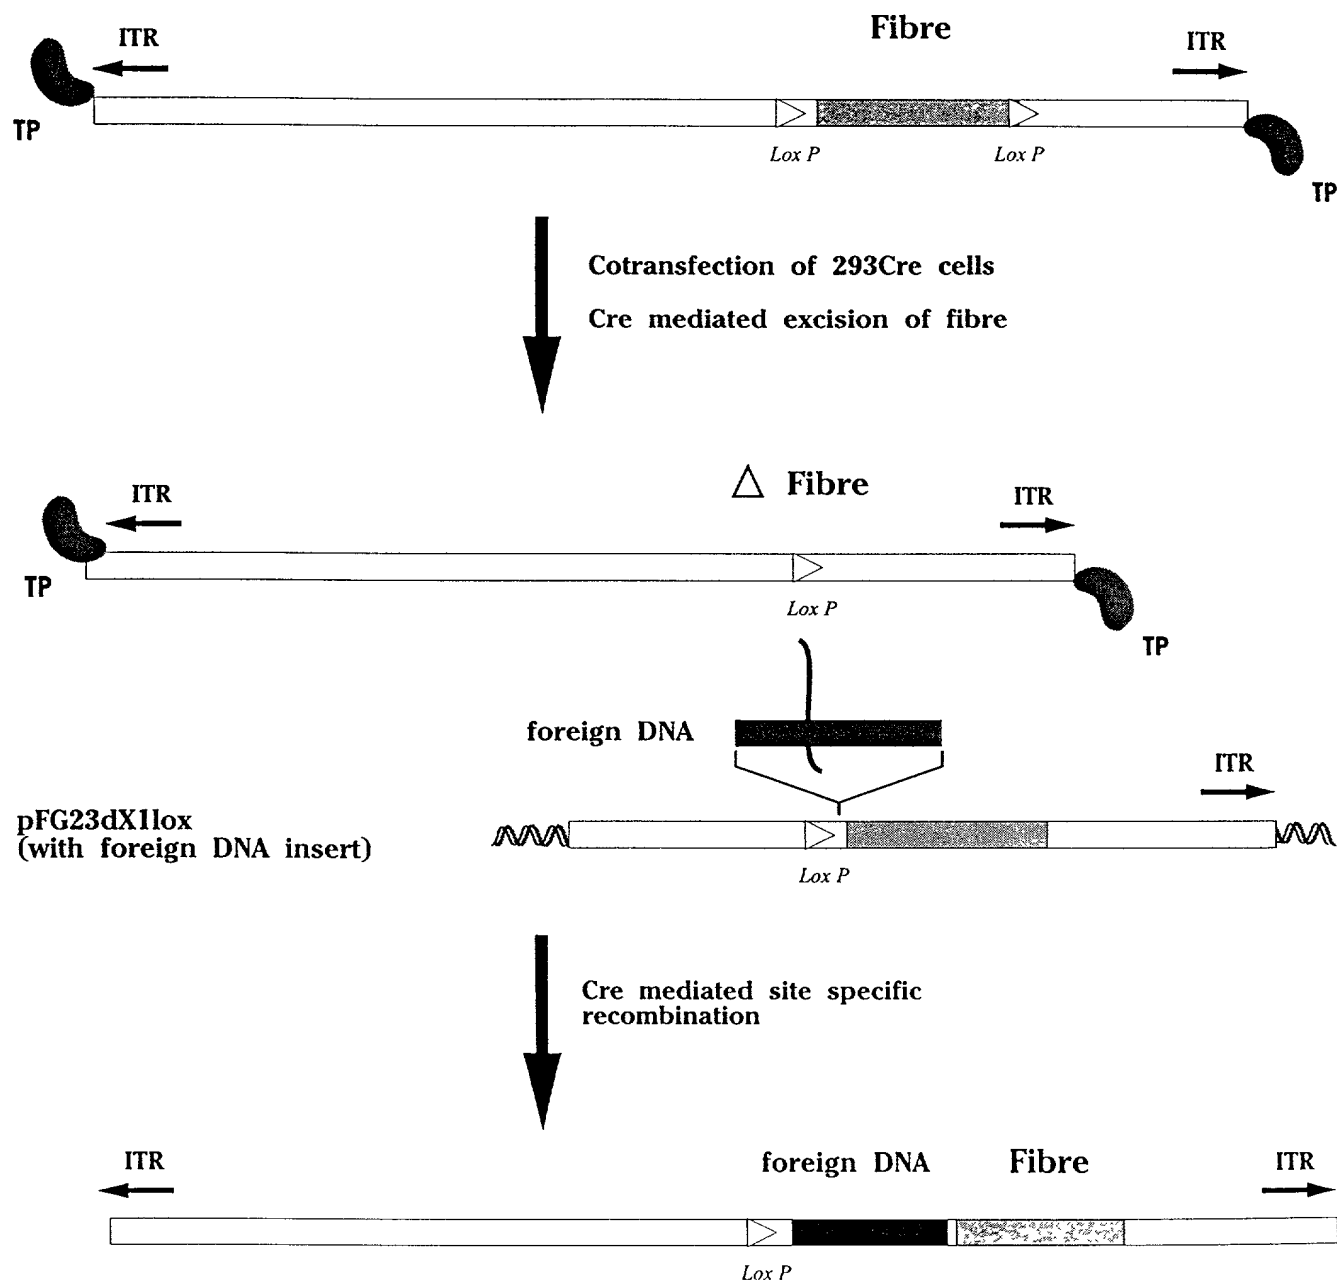 Fibre
ITR
ITR
TP
Lox P
Lox P
TP
Cotransfection of 293Cre cells
Cre mediated excision of fibre
△ Fibre
ITR
ITR
TP
Lox P
TP
foreign DNA
ITR
pFG23dX1lox
(with foreign DNA insert)
Lox P
Cre mediated site specific
recombination
ITR
foreign DNA
Fibre
ITR
Lox P